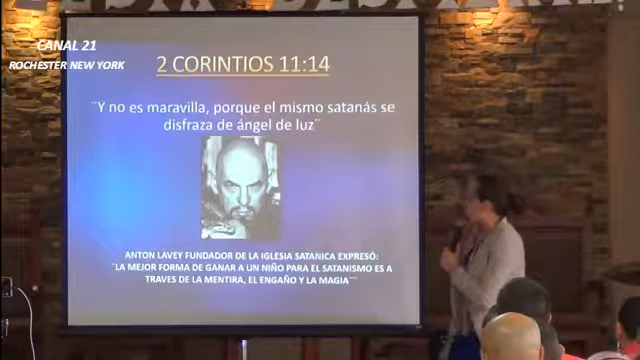 CANAL 21
ROCHESTER NEW YORK
2 CORINTIOS 11:14
¨Y no es maravilla, porque el mismo satanás se
disfraza de ángel de luz¨
ANTON LAVEY FUNDADOR DE LA IGLESIA SATANICA EXPRESÓ:
¨LA MEJOR FORMA DE GANAR A UN NIÑO PARA EL SATANISMO ES A
TRAVES DE LA MENTIRA, EL ENGAÑO Y LA MAGIA¨¨